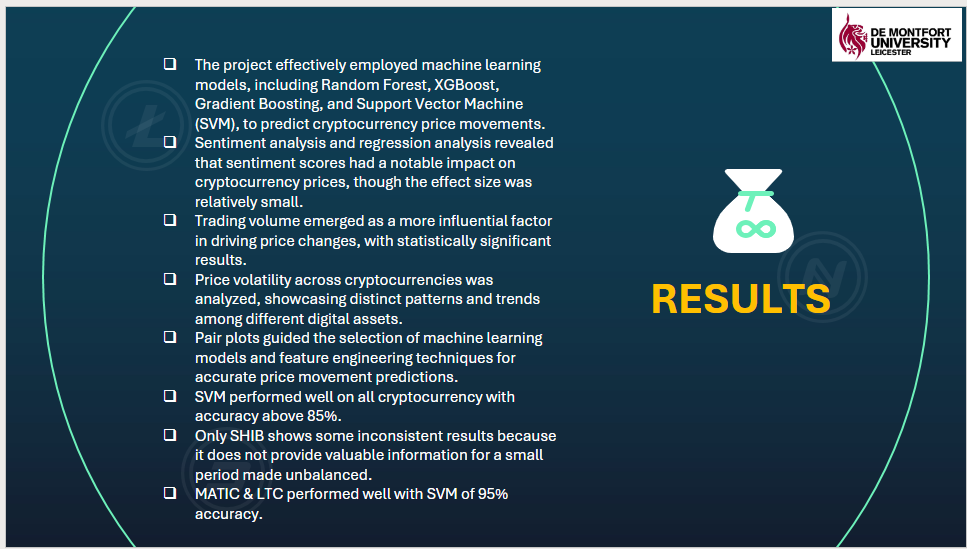 DE MONTFORT
UNIVERSITY
LEICESTER
The project effectively employed machine learning
models, including Random Forest, XGBoost,
Gradient Boosting, and Support Vector Machine
(SVM), to predict cryptocurrency price movements.
Sentiment analysis and regression analysis revealed
that sentiment scores had a notable impact on
cryptocurrency prices, though the effect size was
relatively small.
Trading volume emerged as a more influential factor
in driving price changes, with statistically significant
results.
Price volatility across cryptocurrencies was
analyzed, showcasing distinct patterns and trends
among different digital assets.
Pair plots guided the selection of machine learning
models and feature engineering techniques for
accurate price movement predictions.
SVM performed well on all cryptocurrency with
accuracy above 85%.
Only SHIB shows some inconsistent results because
it does not provide valuable information for a small
period made unbalanced.
MATIC & LTC performed well with SVM of 95%
accuracy.
RESULTS